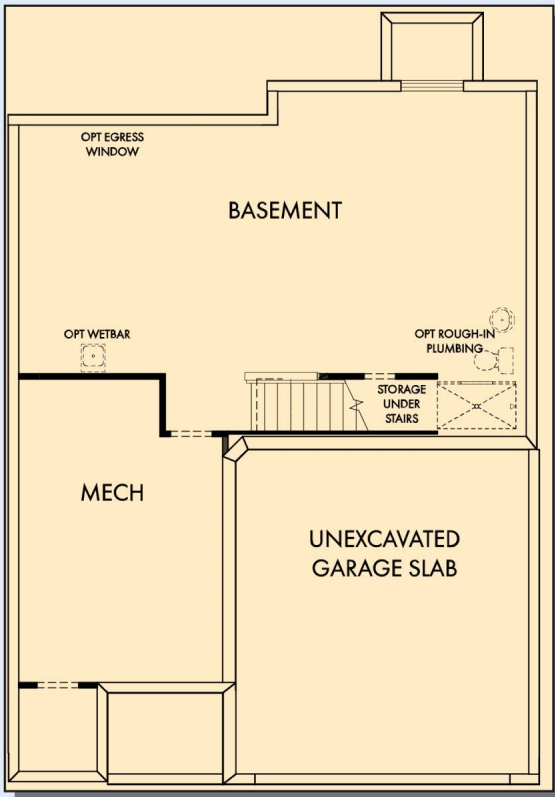 OPT EGRESS
WINDOW
BASEMENT
OPT WETBAR
OPT ROUGH-IN
PLUMBING
STORAGE
UNDER
STAIRS
MECH
UNEXCAVATED
GARAGE SLAB